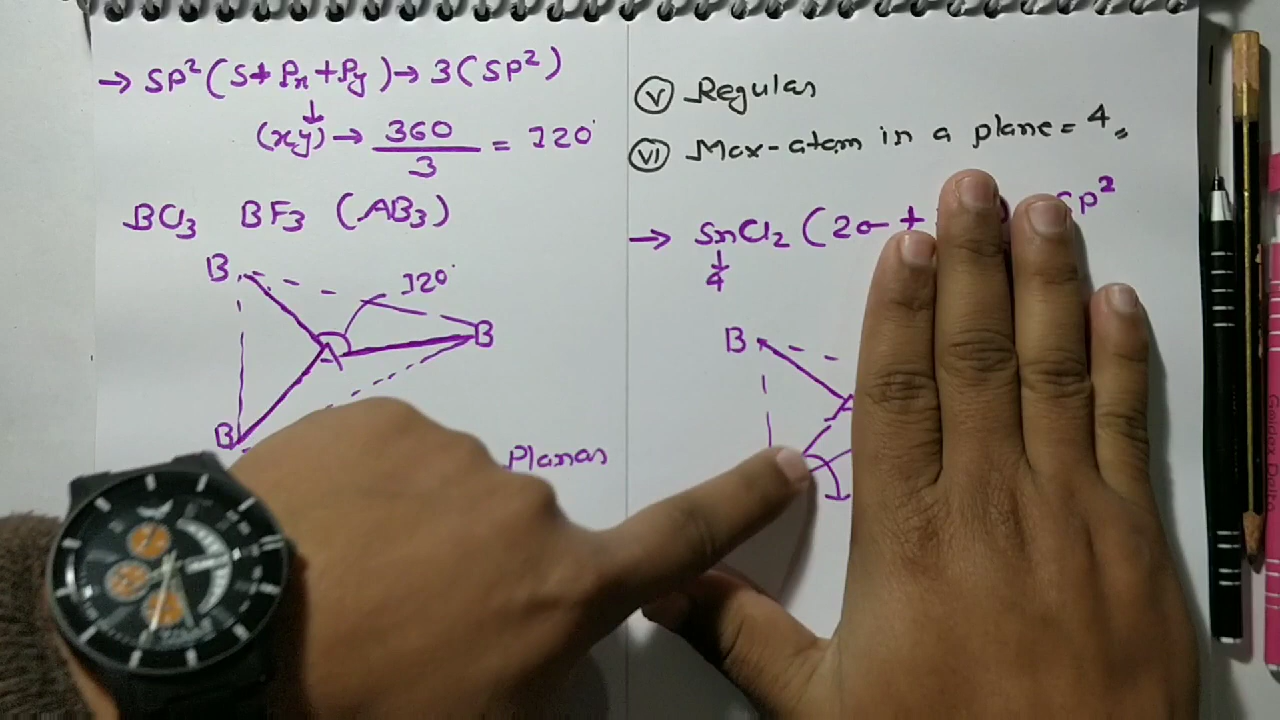 → SP² (S+ Px + Py) → 3 (SP²)
↓
(x,y) → 360/3 = 120°
BCl3 BF3 (AB3)
B 120°
A B
B
Planar
(v) Regular
(vi) Max-atom in a plane = 4.
→ SnCl2 (2σ + SP²
↓
4
B
A